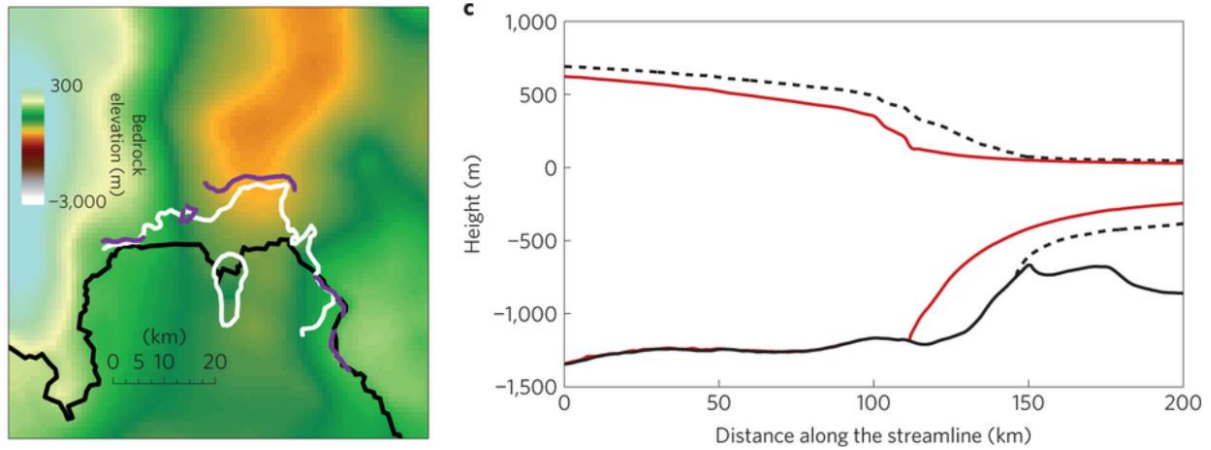 300
Bedrock
elevation (m)
−3,000
(km)
0 5 10 20
c
1,000
500
0
−500
−1,000
−1,500
Height (m)
0 50 100 150 200
Distance along the streamline (km)